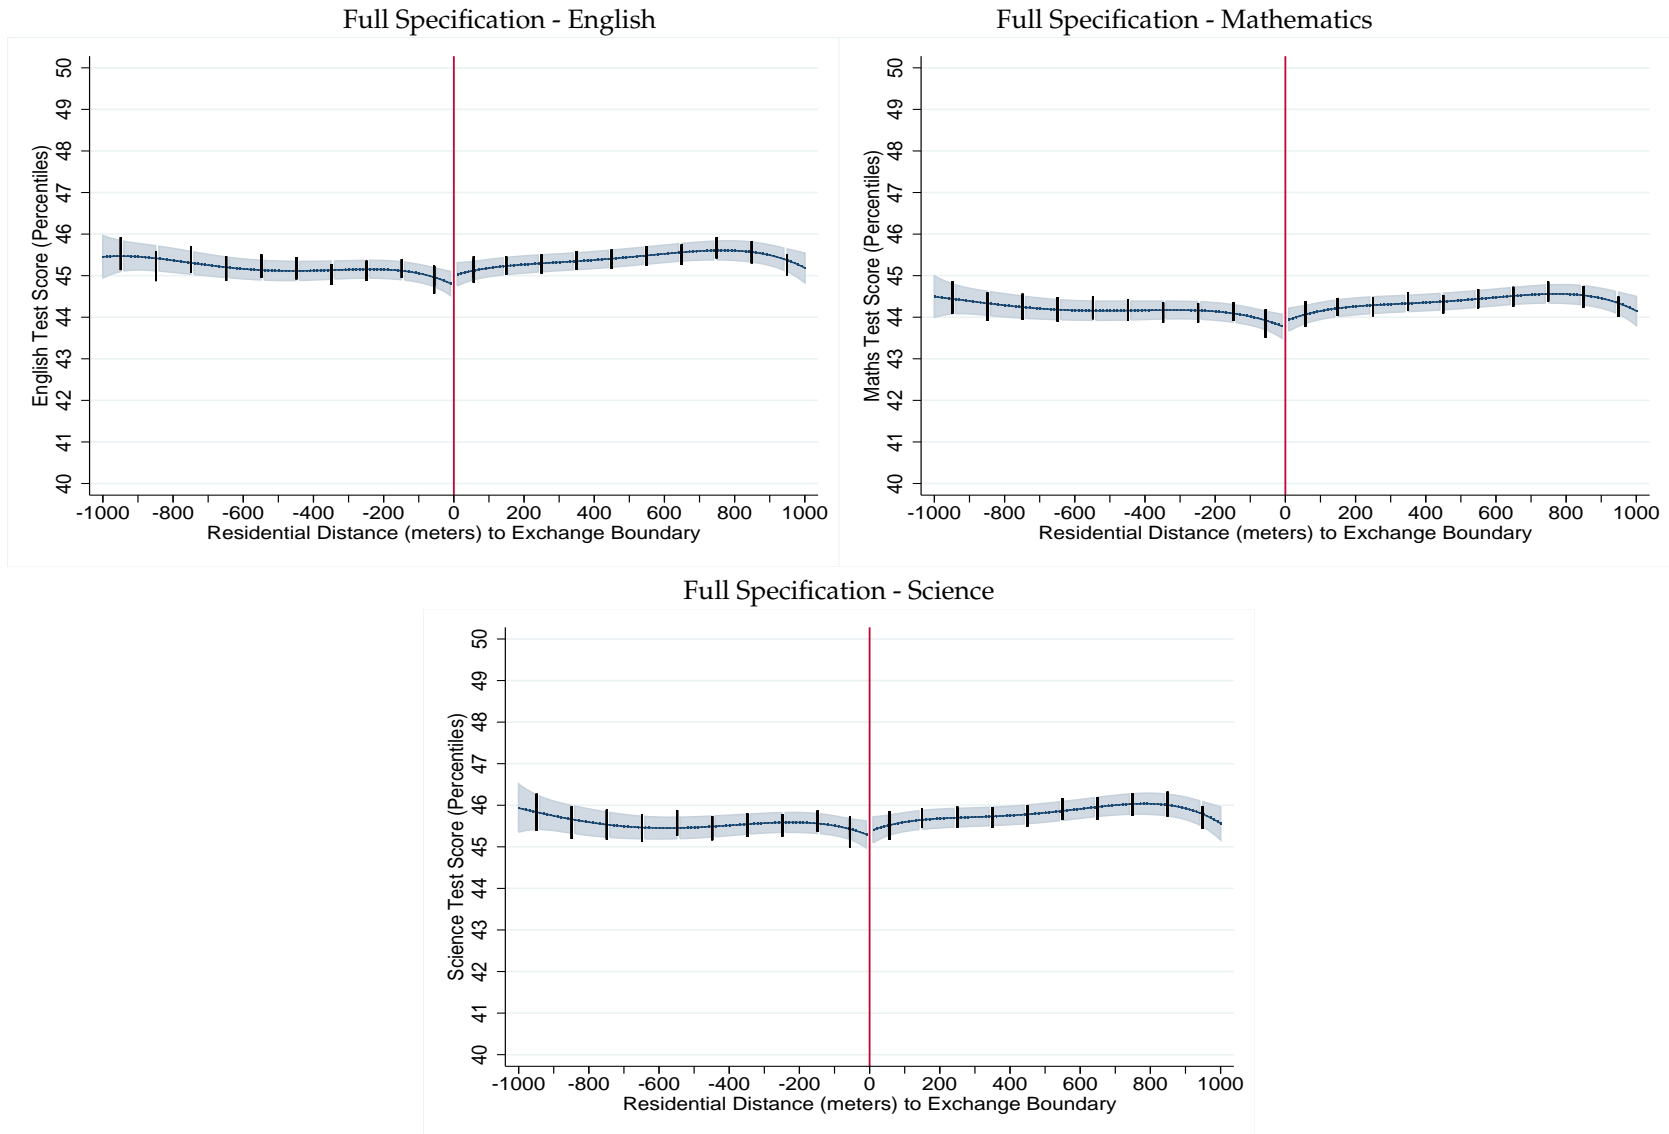 Full Specification - English
50
49
48
47
46
45
44
43
42
41
40
English Test Score (Percentiles)
-1000 -800 -600 -400 -200 0 200 400 600 800 1000
Residential Distance (meters) to Exchange Boundary
Full Specification - Mathematics
50
49
48
47
46
45
44
43
42
41
40
Maths Test Score (Percentiles)
-1000 -800 -600 -400 -200 0 200 400 600 800 1000
Residential Distance (meters) to Exchange Boundary
Full Specification - Science
50
49
48
47
46
45
44
43
42
41
40
Science Test Score (Percentiles)
-1000 -800 -600 -400 -200 0 200 400 600 800 1000
Residential Distance (meters) to Exchange Boundary